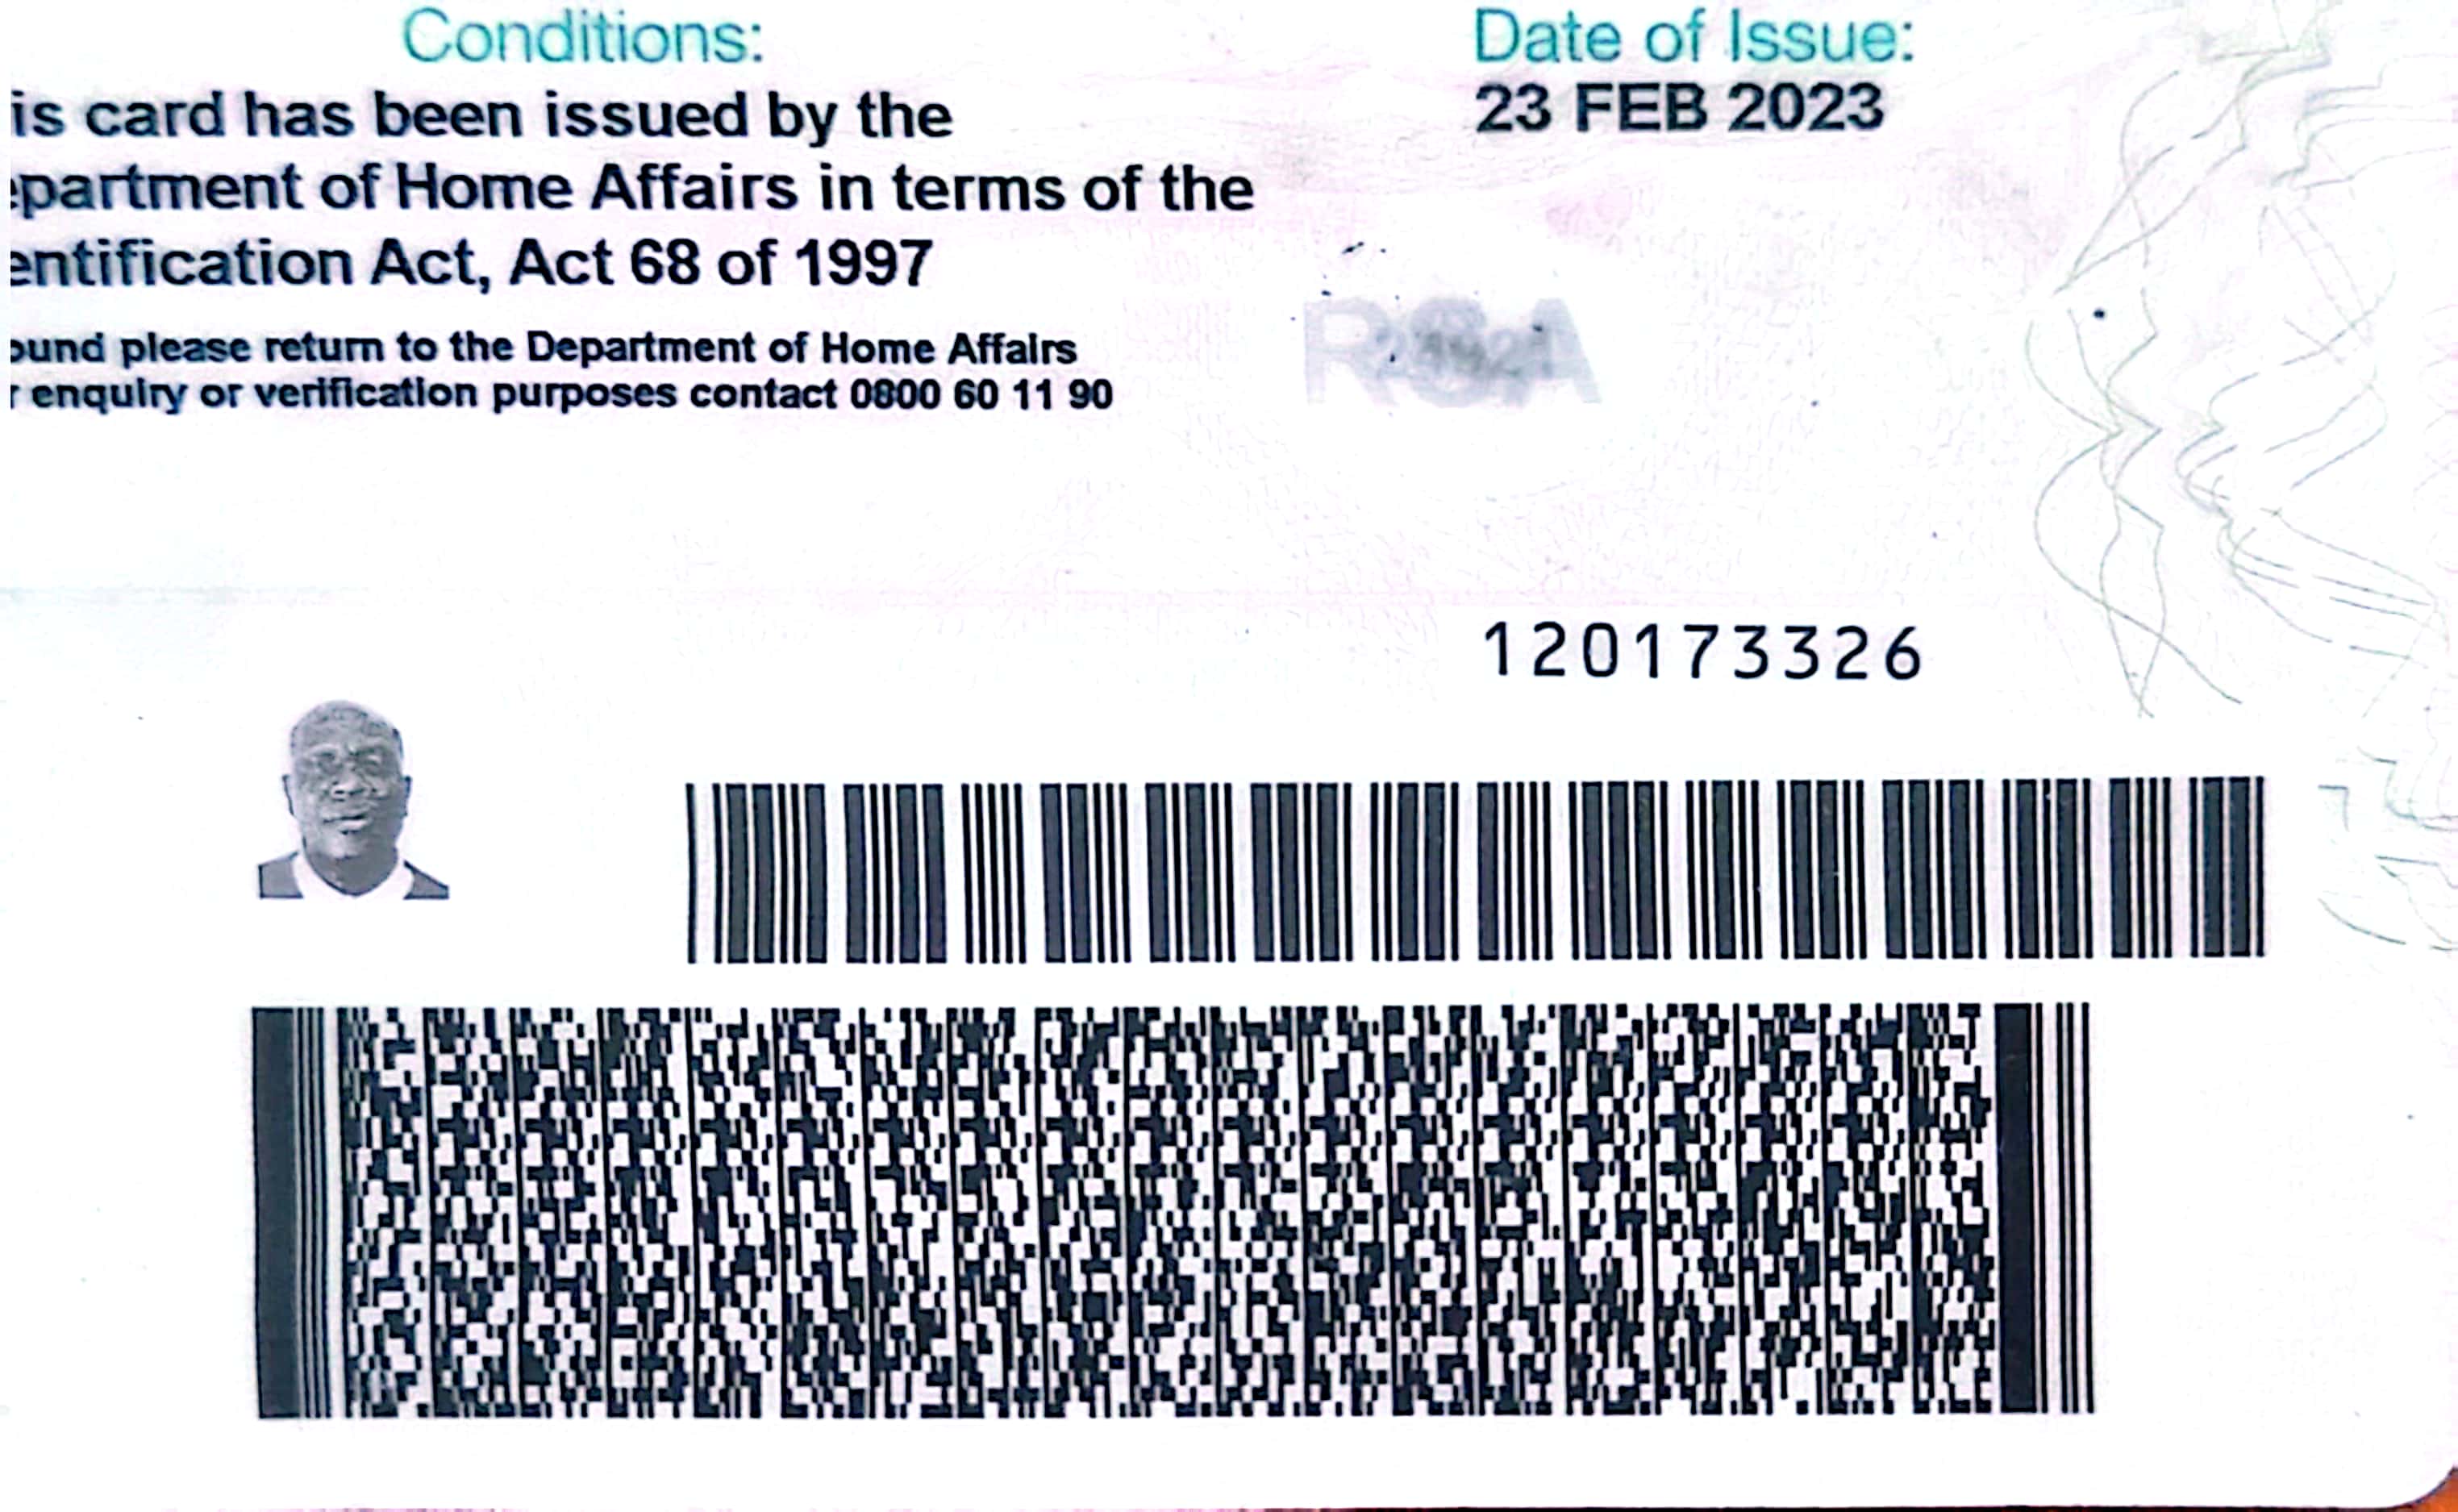 Conditions:
is card has been issued by the
epartment of Home Affairs in terms of the
entification Act, Act 68 of 1997
ound please return to the Department of Home Affairs
r enquiry or verification purposes contact 0800 60 11 90
Date of Issue:
23 FEB 2023
RSA
120173326